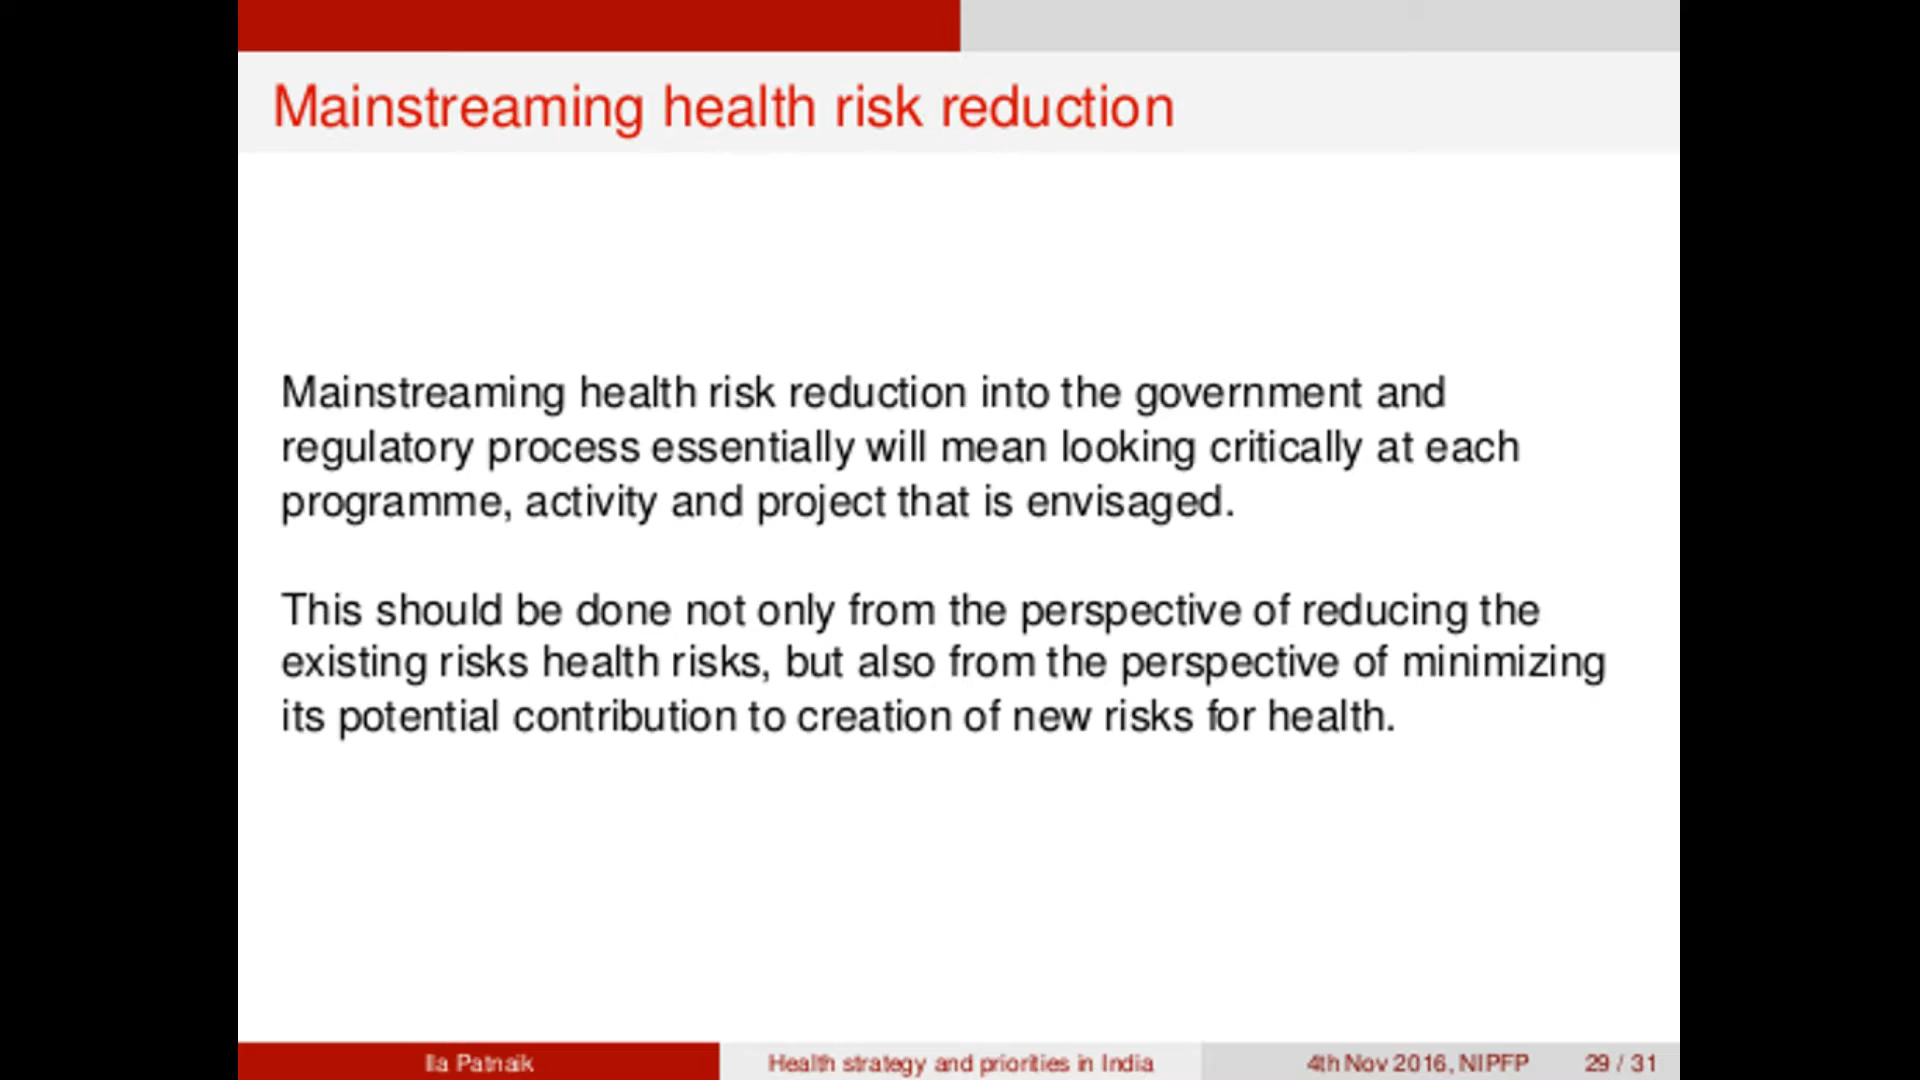 Mainstreaming health risk reduction
Mainstreaming health risk reduction into the government and
regulatory process essentially will mean looking critically at each
programme, activity and project that is envisaged.
This should be done not only from the perspective of reducing the
existing risks health risks, but also from the perspective of minimizing
its potential contribution to creation of new risks for health.
Ila Patnaik
Health strategy and priorities in India
4th Nov 2016, NIPFP
29 / 31